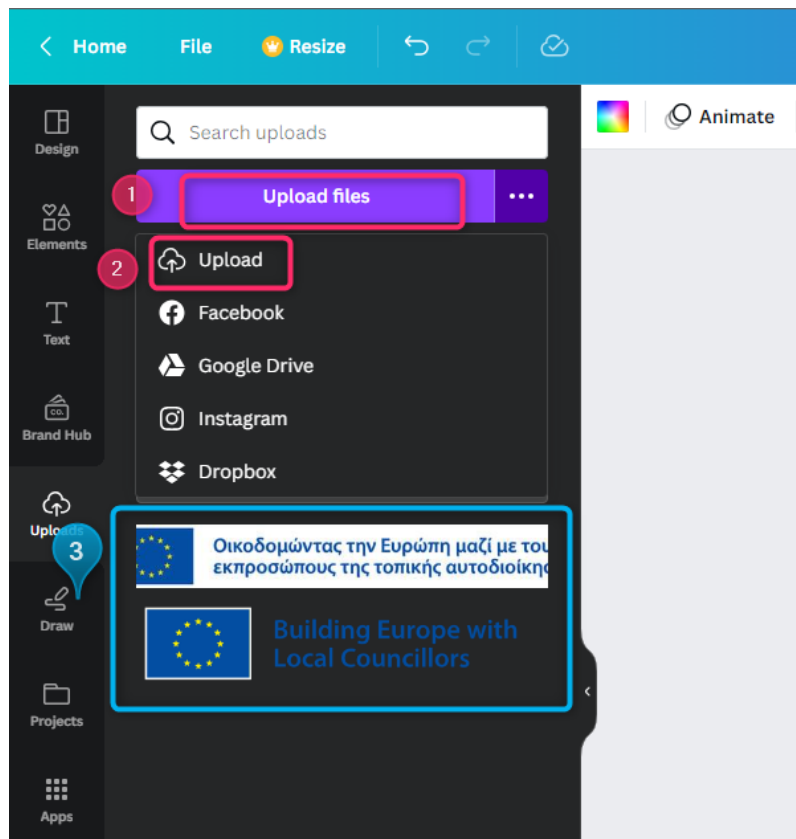 Home File Resize
Design
Search uploads
Animate
1 Upload files
Elements
2 Upload
Facebook
Text
Google Drive
Brand Hub
CO.
Instagram
Dropbox
Uploads
3
Οικοδομώντας την Ευρώπη μαζί με του
εκπροσώπους της τοπικής αυτοδιοίκης
Draw
Building Europe with
Local Councillors
Projects
Apps